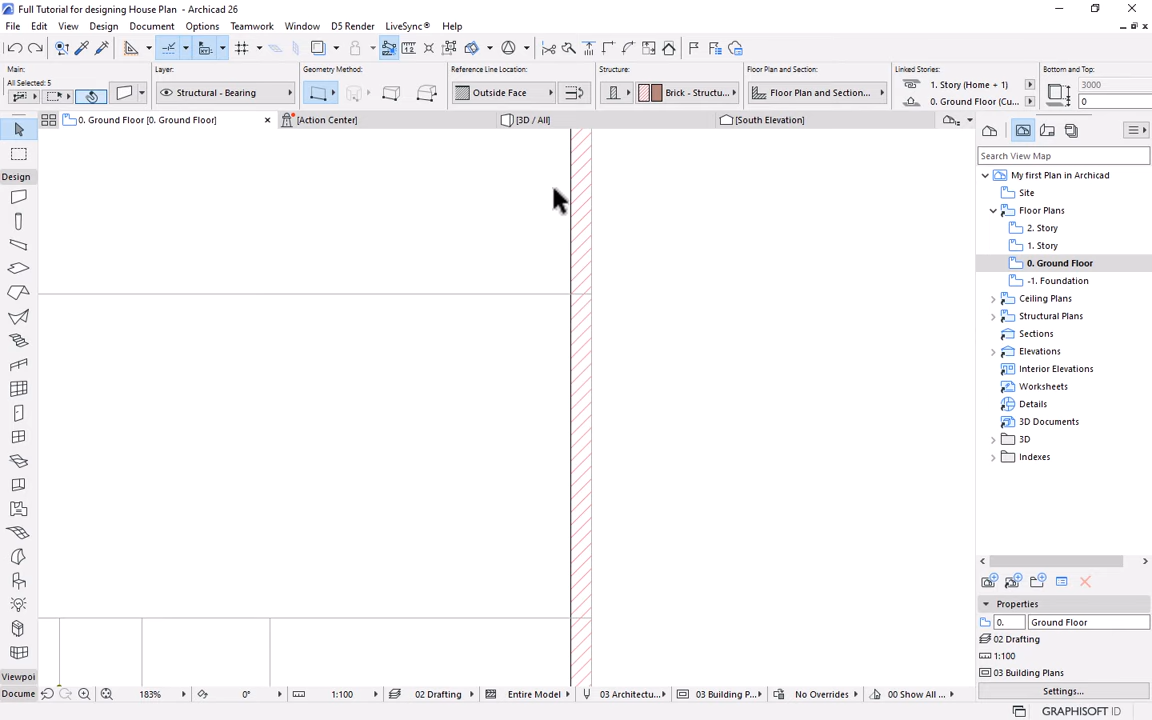 Full Tutorial for designing House Plan - Archicad 26
File Edit View Design Document Options Teamwork Window D5 Render LiveSync® Help
Main: Layer: Geometry Method: Reference Line Location: Structure: Floor Plan and Section: Linked Stories: Bottom and Top:
All Selected: 5
Structural - Bearing Outside Face Brick - Structu... Floor Plan and Section... 1. Story (Home + 1) 3000
0. Ground Floor (Cu... 0
0. Ground Floor [0. Ground Floor] [Action Center] [3D / All] [South Elevation]
Search View Map
Design
My first Plan in Archicad
Site
Floor Plans
2. Story
1. Story
0. Ground Floor
-1. Foundation
Ceiling Plans
Structural Plans
Sections
Elevations
Interior Elevations
Worksheets
Details
3D Documents
3D
Indexes
Properties
0. Ground Floor
02 Drafting
1:100
03 Building Plans
Settings...
Viewpoi
Docume 183% 0° 1:100 02 Drafting Entire Model 03 Architectu... 03 Building P... No Overrides 00 Show All ...
GRAPHISOFT ID